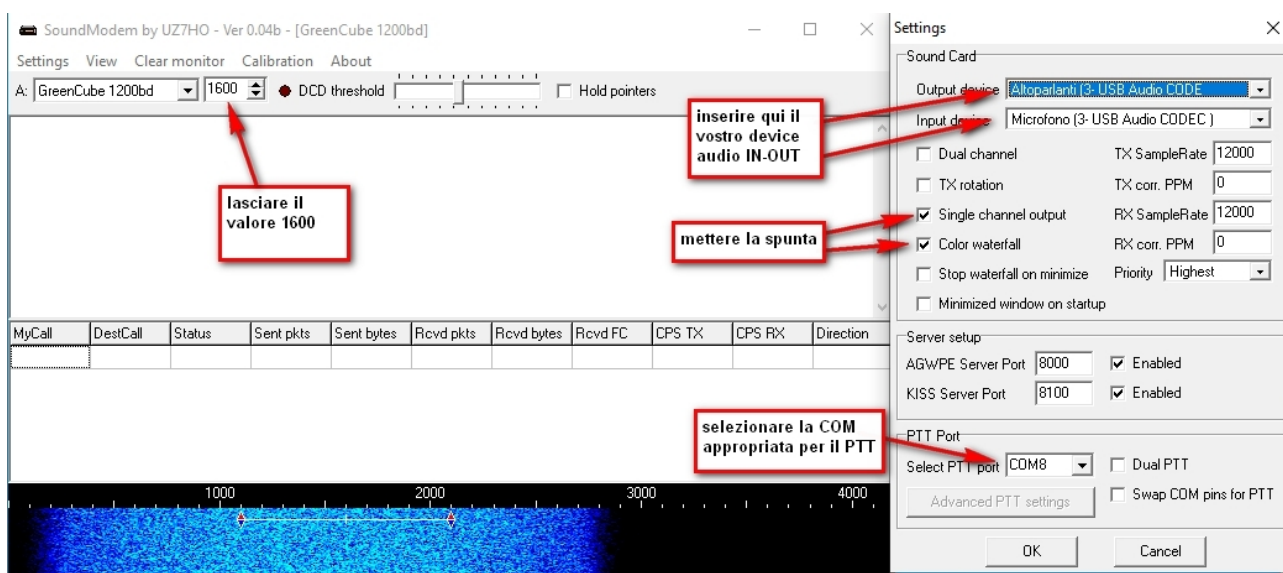 SoundModem by UZ7HO - Ver 0.04b - [GreenCube 1200bd]
Settings View Clear monitor Calibration About
A: GreenCube 1200bd 1600 DCD threshold Hold pointers
lasciare il
valore 1600
MyCall DestCall Status Sent pkts Sent bytes Rcvd pkts Rcvd bytes Rcvd FC CPS TX CPS RX Direction
1000 2000 3000 4000
inserire qui il
vostro device
audio IN-OUT
mettere la spunta
selezionare la COM
appropriata per il PTT
Settings
Sound Card
Output device Altoparlanti (3- USB Audio CODE
Input device Microfono (3- USB Audio CODEC )
Dual channel TX SampleRate 12000
TX rotation TX corr. PPM 0
Single channel output RX SampleRate 12000
Color waterfall RX corr. PPM 0
Stop waterfall on minimize Priority Highest
Minimized window on startup
Server setup
AGWPE Server Port 8000 Enabled
KISS Server Port 8100 Enabled
PTT Port
Select PTT port COM8 Dual PTT
Advanced PTT settings Swap COM pins for PTT
OK Cancel